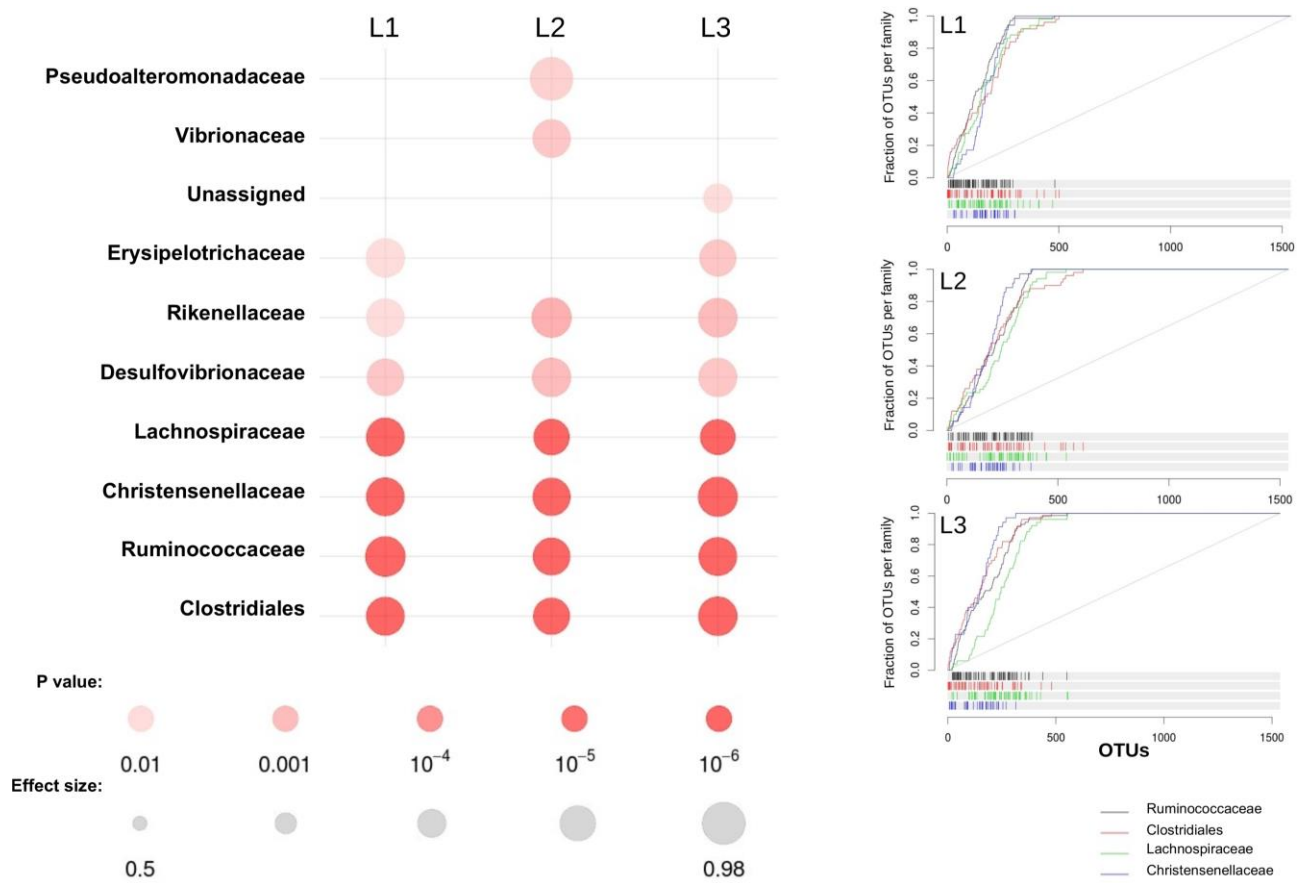 L1 L2 L3
Pseudoalteromonadaceae
Vibrionaceae
Unassigned
Erysipelotrichaceae
Rikenellaceae
Desulfovibrionaceae
Lachnospiraceae
Christensenellaceae
Ruminococcaceae
Clostridiales
P value:
0.01 0.001 10⁻⁴ 10⁻⁵ 10⁻⁶
Effect size:
0.5 0.98
L1
Fraction of OTUs per family
0.0 0.2 0.4 0.6 0.8 1.0
0 500 1000 1500
L2
Fraction of OTUs per family
0.0 0.2 0.4 0.6 0.8 1.0
0 500 1000 1500
L3
Fraction of OTUs per family
0.0 0.2 0.4 0.6 0.8 1.0
0 500 1000 1500
OTUs
Ruminococcaceae
Clostridiales
Lachnospiraceae
Christensenellaceae